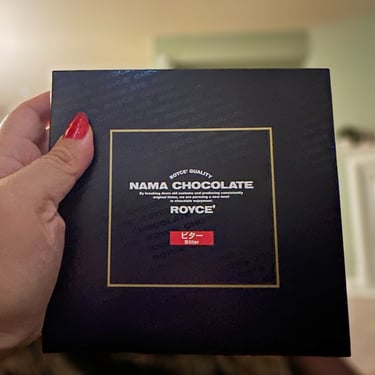 ROYCE' QUALITY
NAMA CHOCOLATE
By breaking down old customs and producing consistently
original items, we are pursuing a new level
in chocolate enjoyment.
ROYCE'
ビター
Bitter